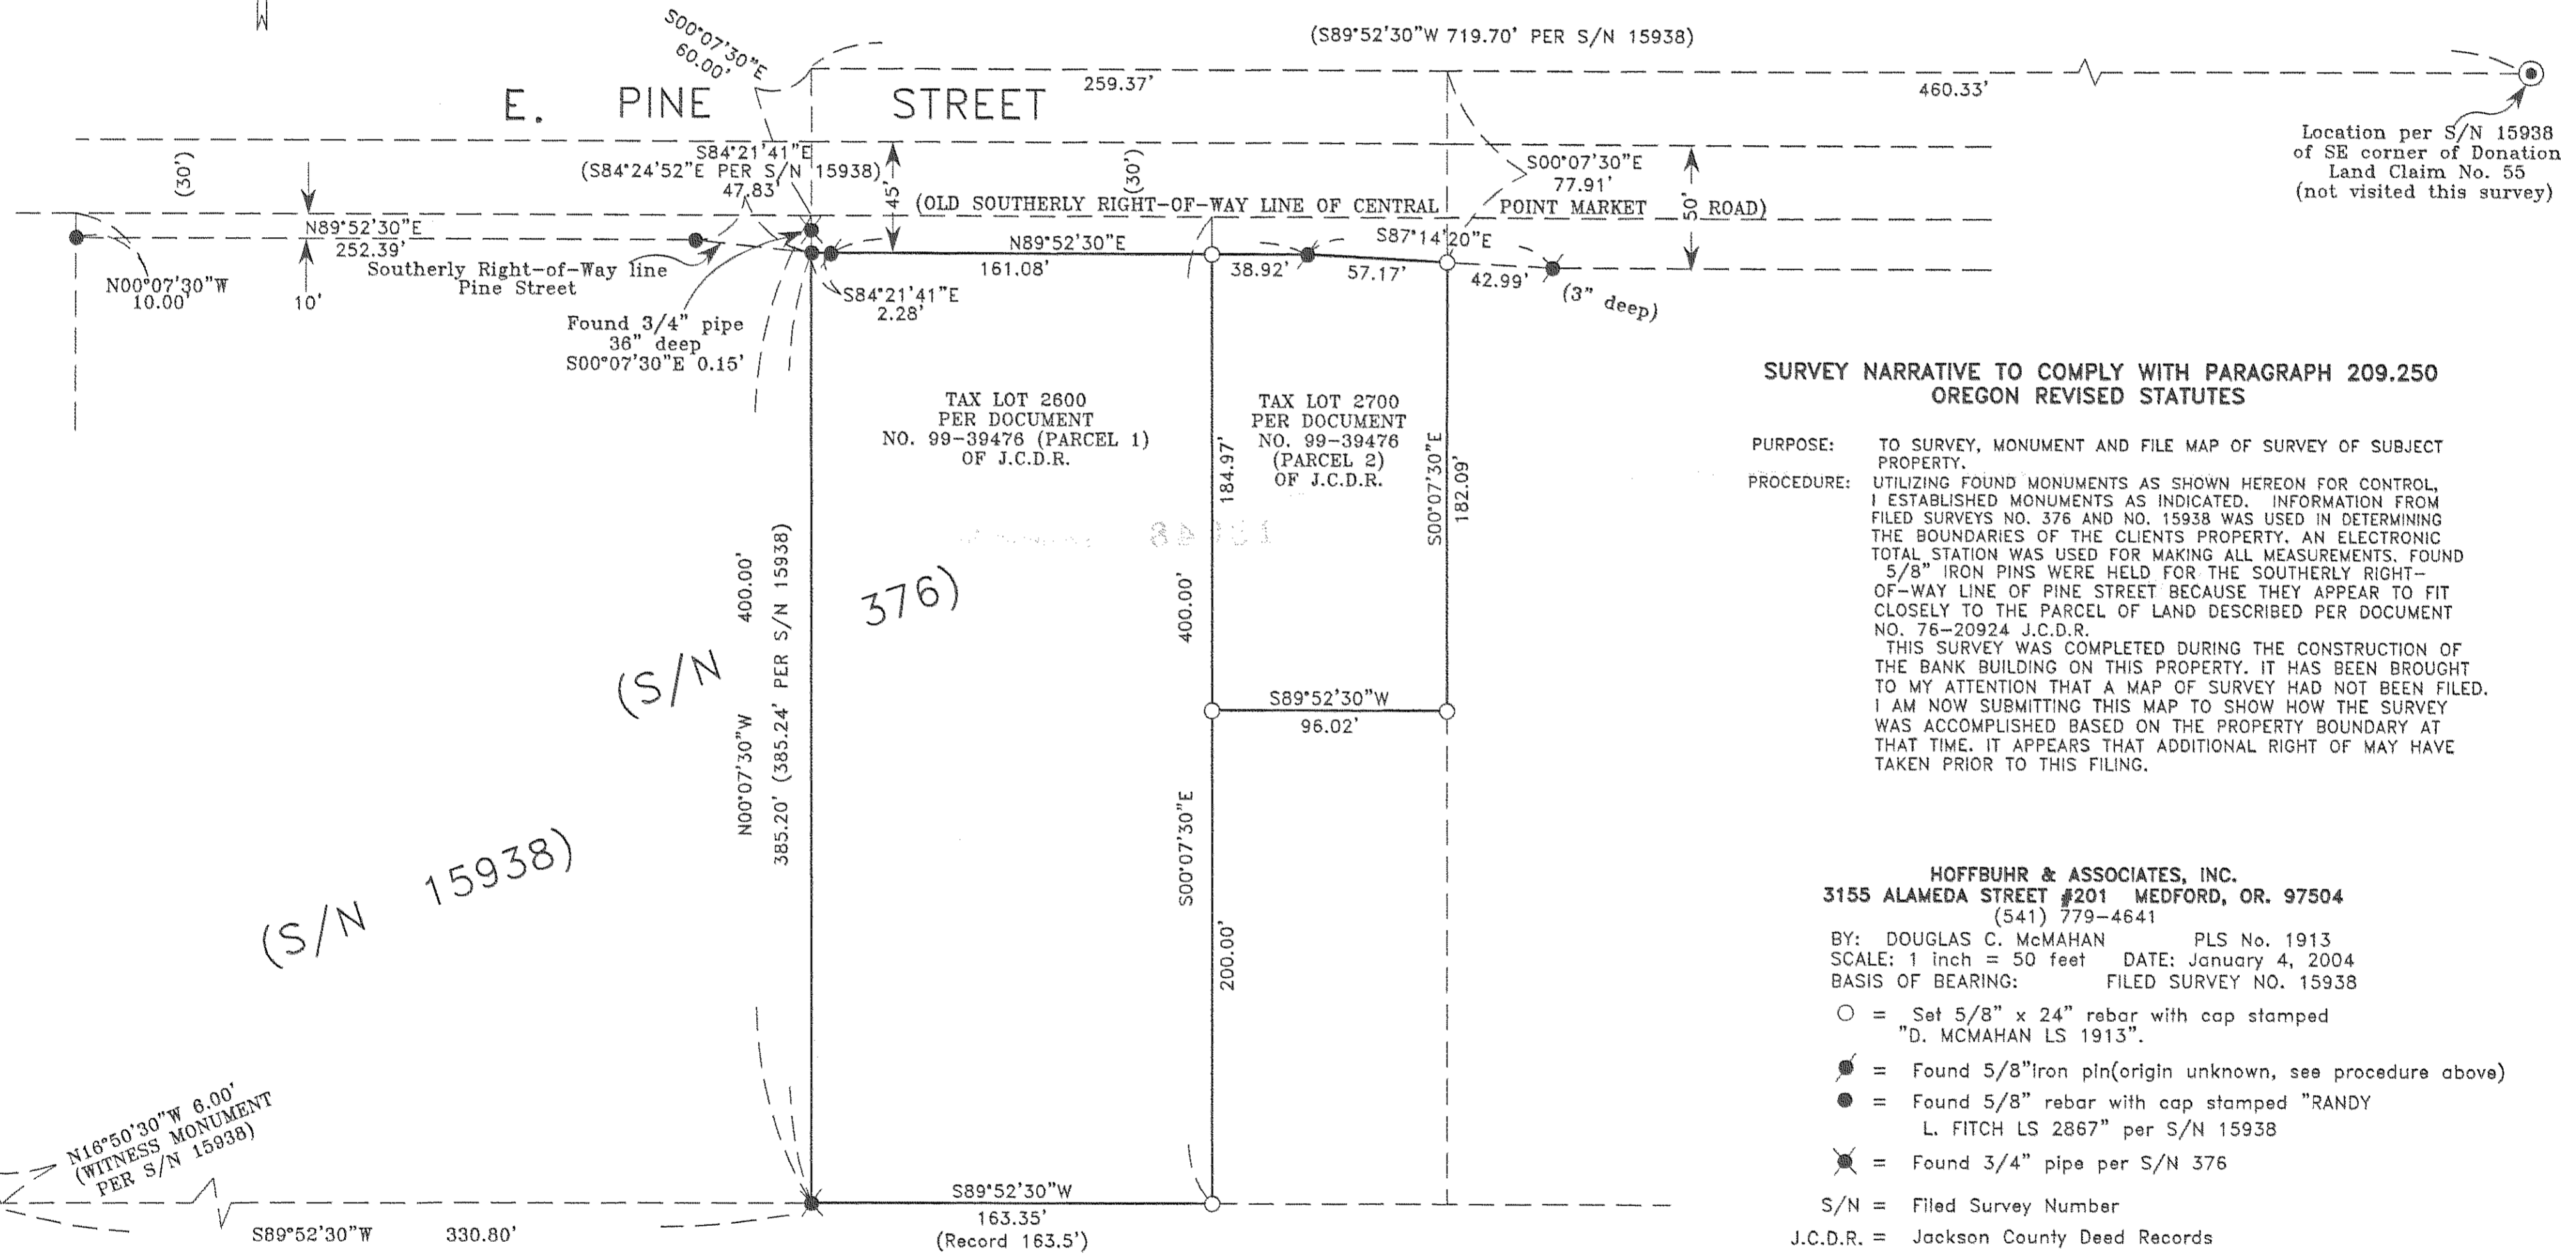 S00°07'30"E
60.00'
(S89°52'30"W 719.70' PER S/N 15938)
259.37'
460.33'
E. PINE STREET
Location per S/N 15938
of SE corner of Donation
Land Claim No. 55
(not visited this survey)
(30')
S84°21'41"E
(S84°24'52"E PER S/N 15938)
47.83'
45'
(30')
S00°07'30"E
77.91'
50'
(OLD SOUTHERLY RIGHT-OF-WAY LINE OF CENTRAL POINT MARKET ROAD)
N89°52'30"E
252.39'
N89°52'30"E
161.08'
S87°14'20"E
38.92'
57.17'
42.99'
(3" deep)
Southerly Right-of-Way line
Pine Street
N00°07'30"W
10.00'
10'
S84°21'41"E
2.28'
Found 3/4" pipe
36" deep
S00°07'30"E 0.15'
TAX LOT 2600
PER DOCUMENT
NO. 99-39476 (PARCEL 1)
OF J.C.D.R.
TAX LOT 2700
PER DOCUMENT
NO. 99-39476
(PARCEL 2)
OF J.C.D.R.
184.97'
S00°07'30"E
182.09'
N00°07'30"W 400.00'
385.20' (385.24' PER S/N 15938)
S00°07'30"E 400.00'
200.00'
(S/N 376)
(S/N 15938)
S89°52'30"W
96.02'
N16°50'30"W 6.00'
(WITNESS MONUMENT
PER S/N 15938)
S89°52'30"W 330.80'
S89°52'30"W
163.35'
(Record 163.5')
SURVEY NARRATIVE TO COMPLY WITH PARAGRAPH 209.250
OREGON REVISED STATUTES
PURPOSE: TO SURVEY, MONUMENT AND FILE MAP OF SURVEY OF SUBJECT
PROPERTY.
PROCEDURE: UTILIZING FOUND MONUMENTS AS SHOWN HEREON FOR CONTROL,
I ESTABLISHED MONUMENTS AS INDICATED. INFORMATION FROM
FILED SURVEYS NO. 376 AND NO. 15938 WAS USED IN DETERMINING
THE BOUNDARIES OF THE CLIENTS PROPERTY. AN ELECTRONIC
TOTAL STATION WAS USED FOR MAKING ALL MEASUREMENTS. FOUND
5/8" IRON PINS WERE HELD FOR THE SOUTHERLY RIGHT-
OF-WAY LINE OF PINE STREET BECAUSE THEY APPEAR TO FIT
CLOSELY TO THE PARCEL OF LAND DESCRIBED PER DOCUMENT
NO. 76-20924 J.C.D.R.
THIS SURVEY WAS COMPLETED DURING THE CONSTRUCTION OF
THE BANK BUILDING ON THIS PROPERTY. IT HAS BEEN BROUGHT
TO MY ATTENTION THAT A MAP OF SURVEY HAD NOT BEEN FILED.
I AM NOW SUBMITTING THIS MAP TO SHOW HOW THE SURVEY
WAS ACCOMPLISHED BASED ON THE PROPERTY BOUNDARY AT
THAT TIME. IT APPEARS THAT ADDITIONAL RIGHT OF MAY HAVE
TAKEN PRIOR TO THIS FILING.
HOFFBUHR & ASSOCIATES, INC.
3155 ALAMEDA STREET #201 MEDFORD, OR. 97504
(541) 779-4641
BY: DOUGLAS C. McMAHAN PLS No. 1913
SCALE: 1 inch = 50 feet DATE: January 4, 2004
BASIS OF BEARING: FILED SURVEY NO. 15938
= Set 5/8" x 24" rebar with cap stamped
"D. MCMAHAN LS 1913".
= Found 5/8"iron pin(origin unknown, see procedure above)
= Found 5/8" rebar with cap stamped "RANDY
L. FITCH LS 2867" per S/N 15938
= Found 3/4" pipe per S/N 376
S/N = Filed Survey Number
J.C.D.R. = Jackson County Deed Records